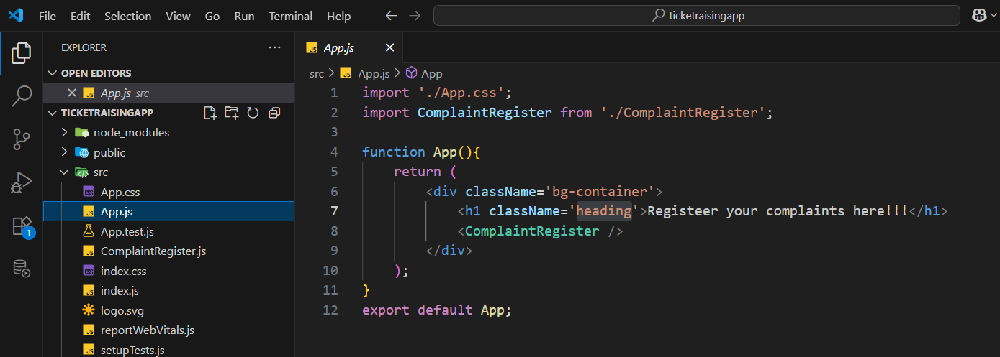 File Edit Selection View Go Run Terminal Help ticketraisingapp
EXPLORER
OPEN EDITORS
App.js src
TICKETRAISINGAPP
node_modules
public
src
App.css
App.js
App.test.js
ComplaintRegister.js
index.css
index.js
logo.svg
reportWebVitals.js
setupTests.js
1
App.js
src > App.js > App
1 import './App.css';
2 import ComplaintRegister from './ComplaintRegister';
3
4 function App(){
5     return (
6         <div className='bg-container'>
7             <h1 className='heading'>Registeer your complaints here!!!</h1>
8             <ComplaintRegister />
9         </div>
10     );
11 }
12 export default App;